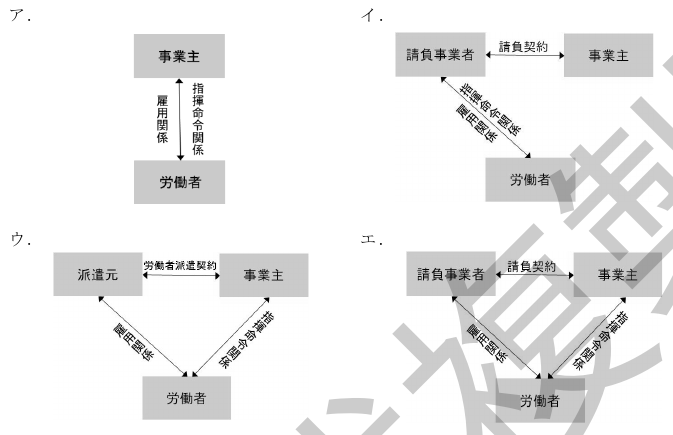 ア．
事業主
雇用関係
指揮命令関係
労働者
イ．
請負事業者
請負契約
事業主
指揮命令関係
雇用関係
労働者
ウ．
派遣元
労働者派遣契約
事業主
雇用関係
指揮命令関係
労働者
エ．
請負事業者
請負契約
事業主
雇用関係
指揮命令関係
労働者
複製